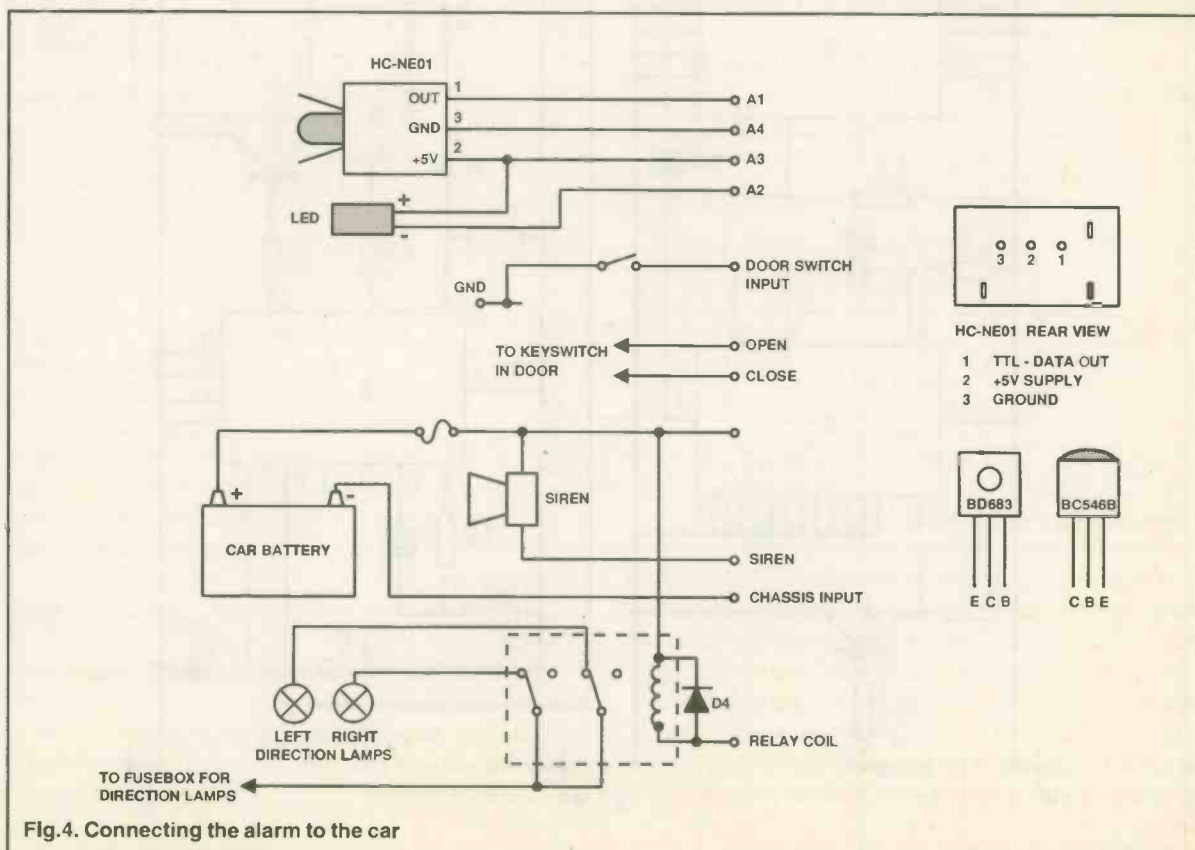 HC-NE01
OUT
1
A1
GND
3
A4
+5V
2
A3
LED
+
-
A2
GND
DOOR SWITCH
INPUT
TO KEYSWITCH
IN DOOR
OPEN
CLOSE
3 2 1
HC-NE01 REAR VIEW
1 TTL - DATA OUT
2 +5V SUPPLY
3 GROUND
+
-
CAR BATTERY
SIREN
SIREN
CHASSIS INPUT
BD683
E C B
BC546B
C B E
LEFT RIGHT
DIRECTION LAMPS
D4
RELAY COIL
TO FUSEBOX FOR
DIRECTION LAMPS
Fig.4. Connecting the alarm to the car